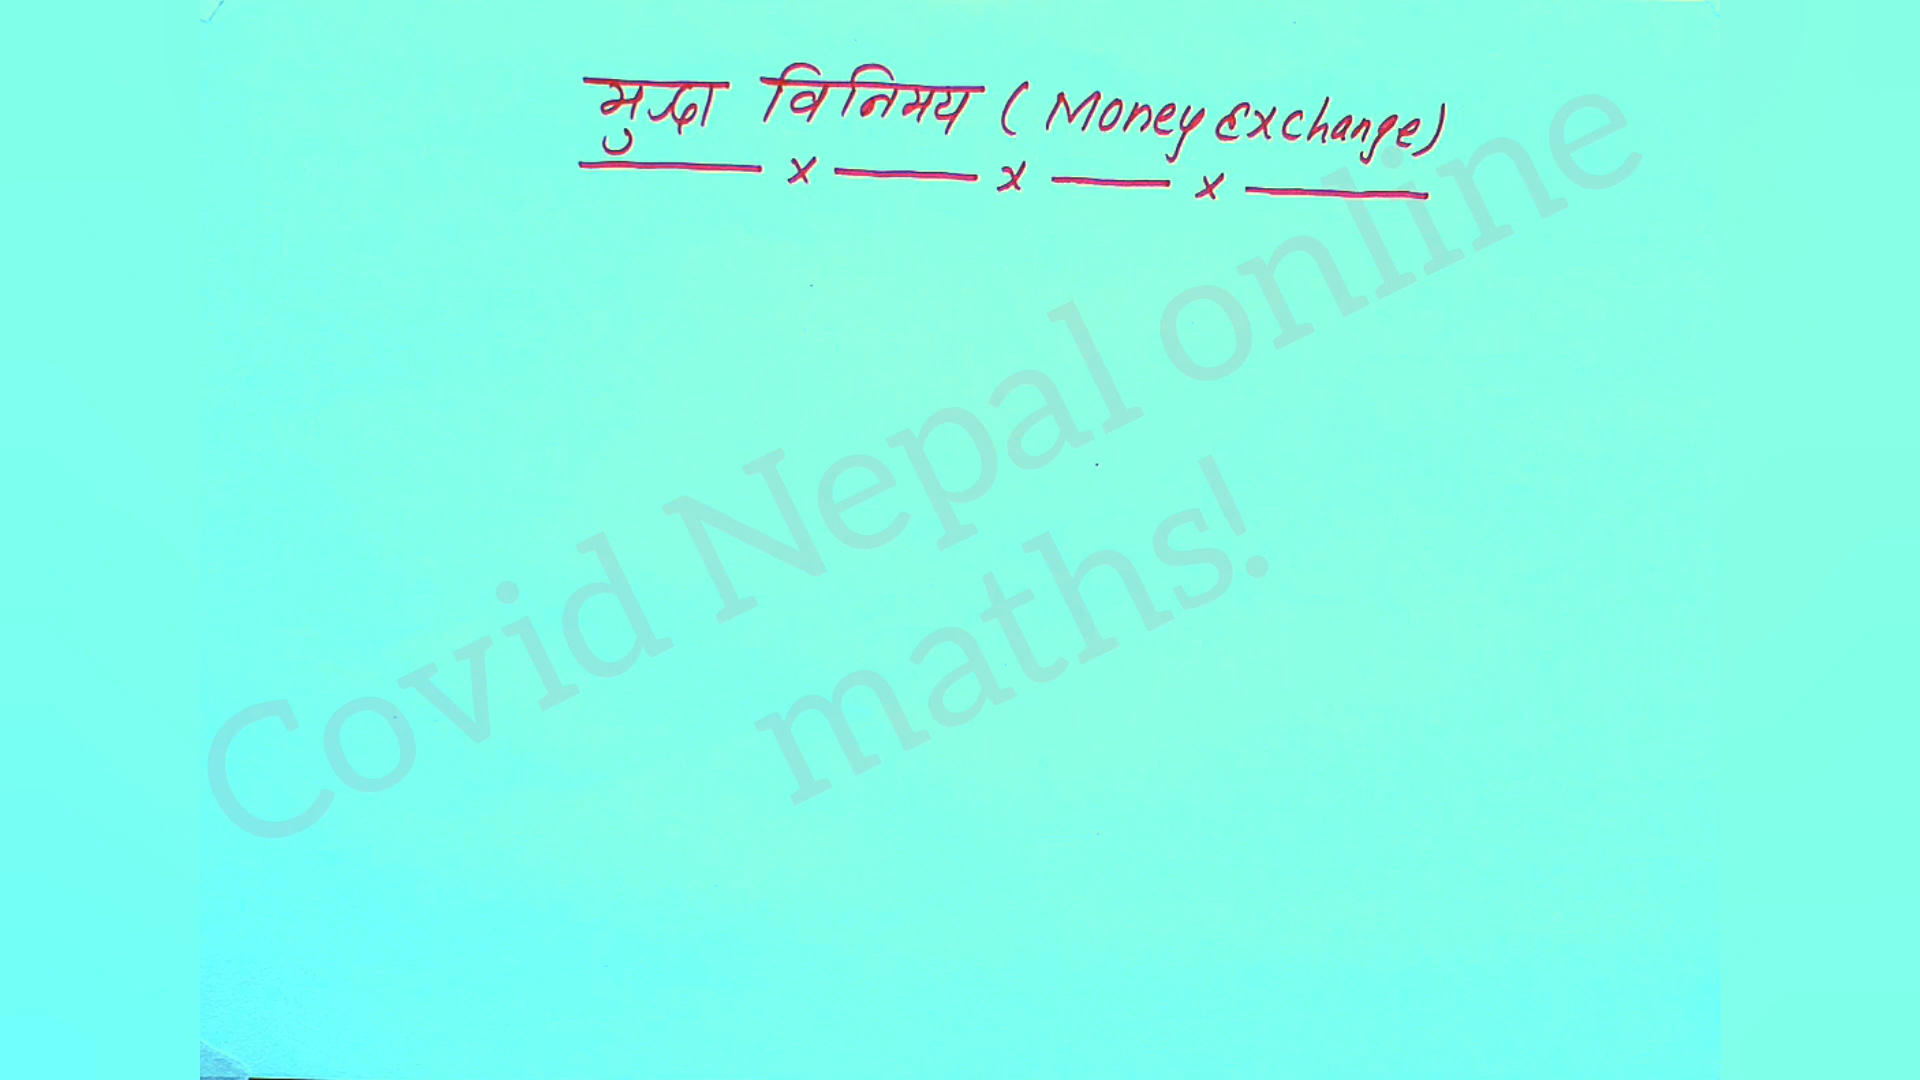 मुद्रा विनिमय ( Money Exchange)
x x x
Covid Nepal online
maths!